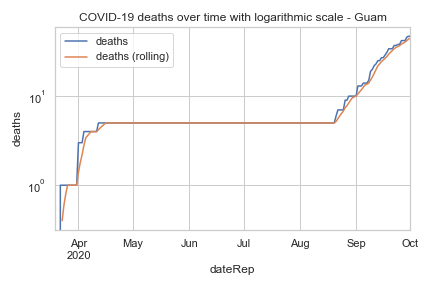 COVID-19 deaths over time with logarithmic scale - Guam
deaths
deaths (rolling)
10¹
10⁰
deaths
Apr May Jun Jul Aug Sep Oct
2020
dateRep